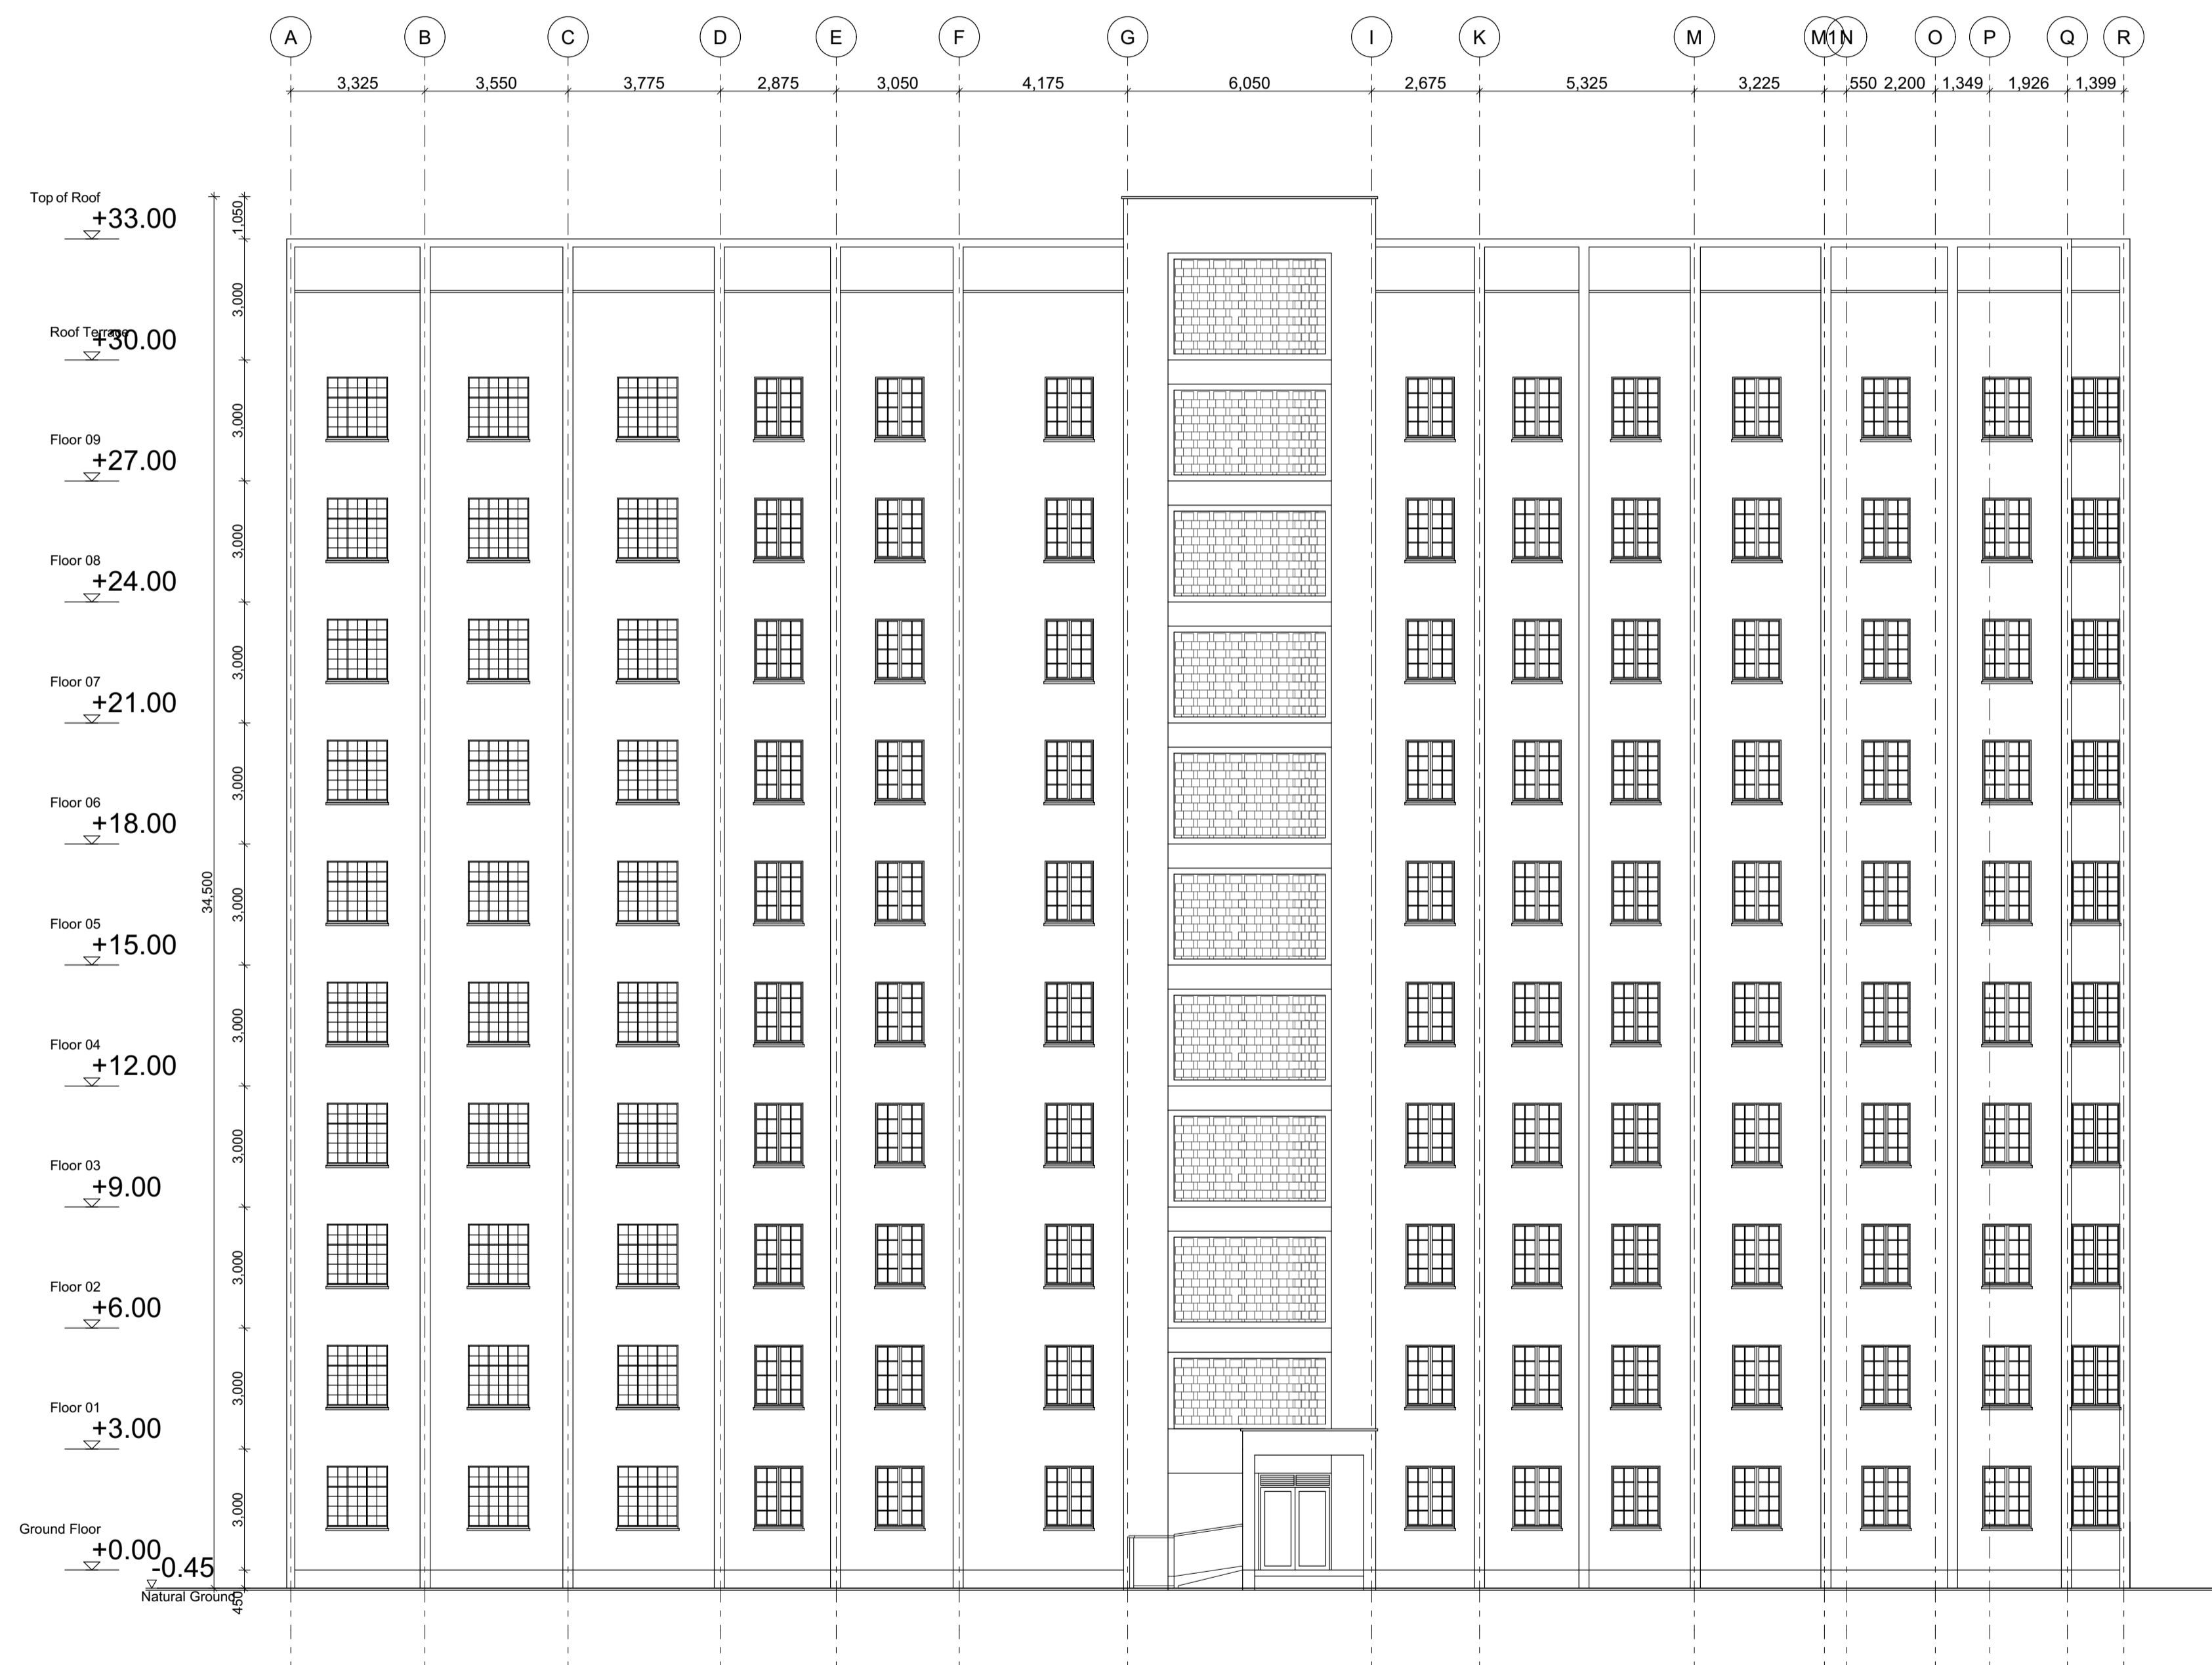 A B C D E F G I K M M1 N O P Q R
3,325 3,550 3,775 2,875 3,050 4,175 6,050 2,675 5,325 3,225 550 2,200 1,349 1,926 1,399
Top of Roof
+33.00
1,050
3,000
Roof Terrace
+30.00
3,000
Floor 09
+27.00
3,000
Floor 08
+24.00
3,000
Floor 07
+21.00
3,000
Floor 06
+18.00
34,500
3,000
Floor 05
+15.00
3,000
Floor 04
+12.00
3,000
Floor 03
+9.00
3,000
Floor 02
+6.00
3,000
Floor 01
+3.00
3,000
Ground Floor
+0.00
-0.45
Natural Ground
450